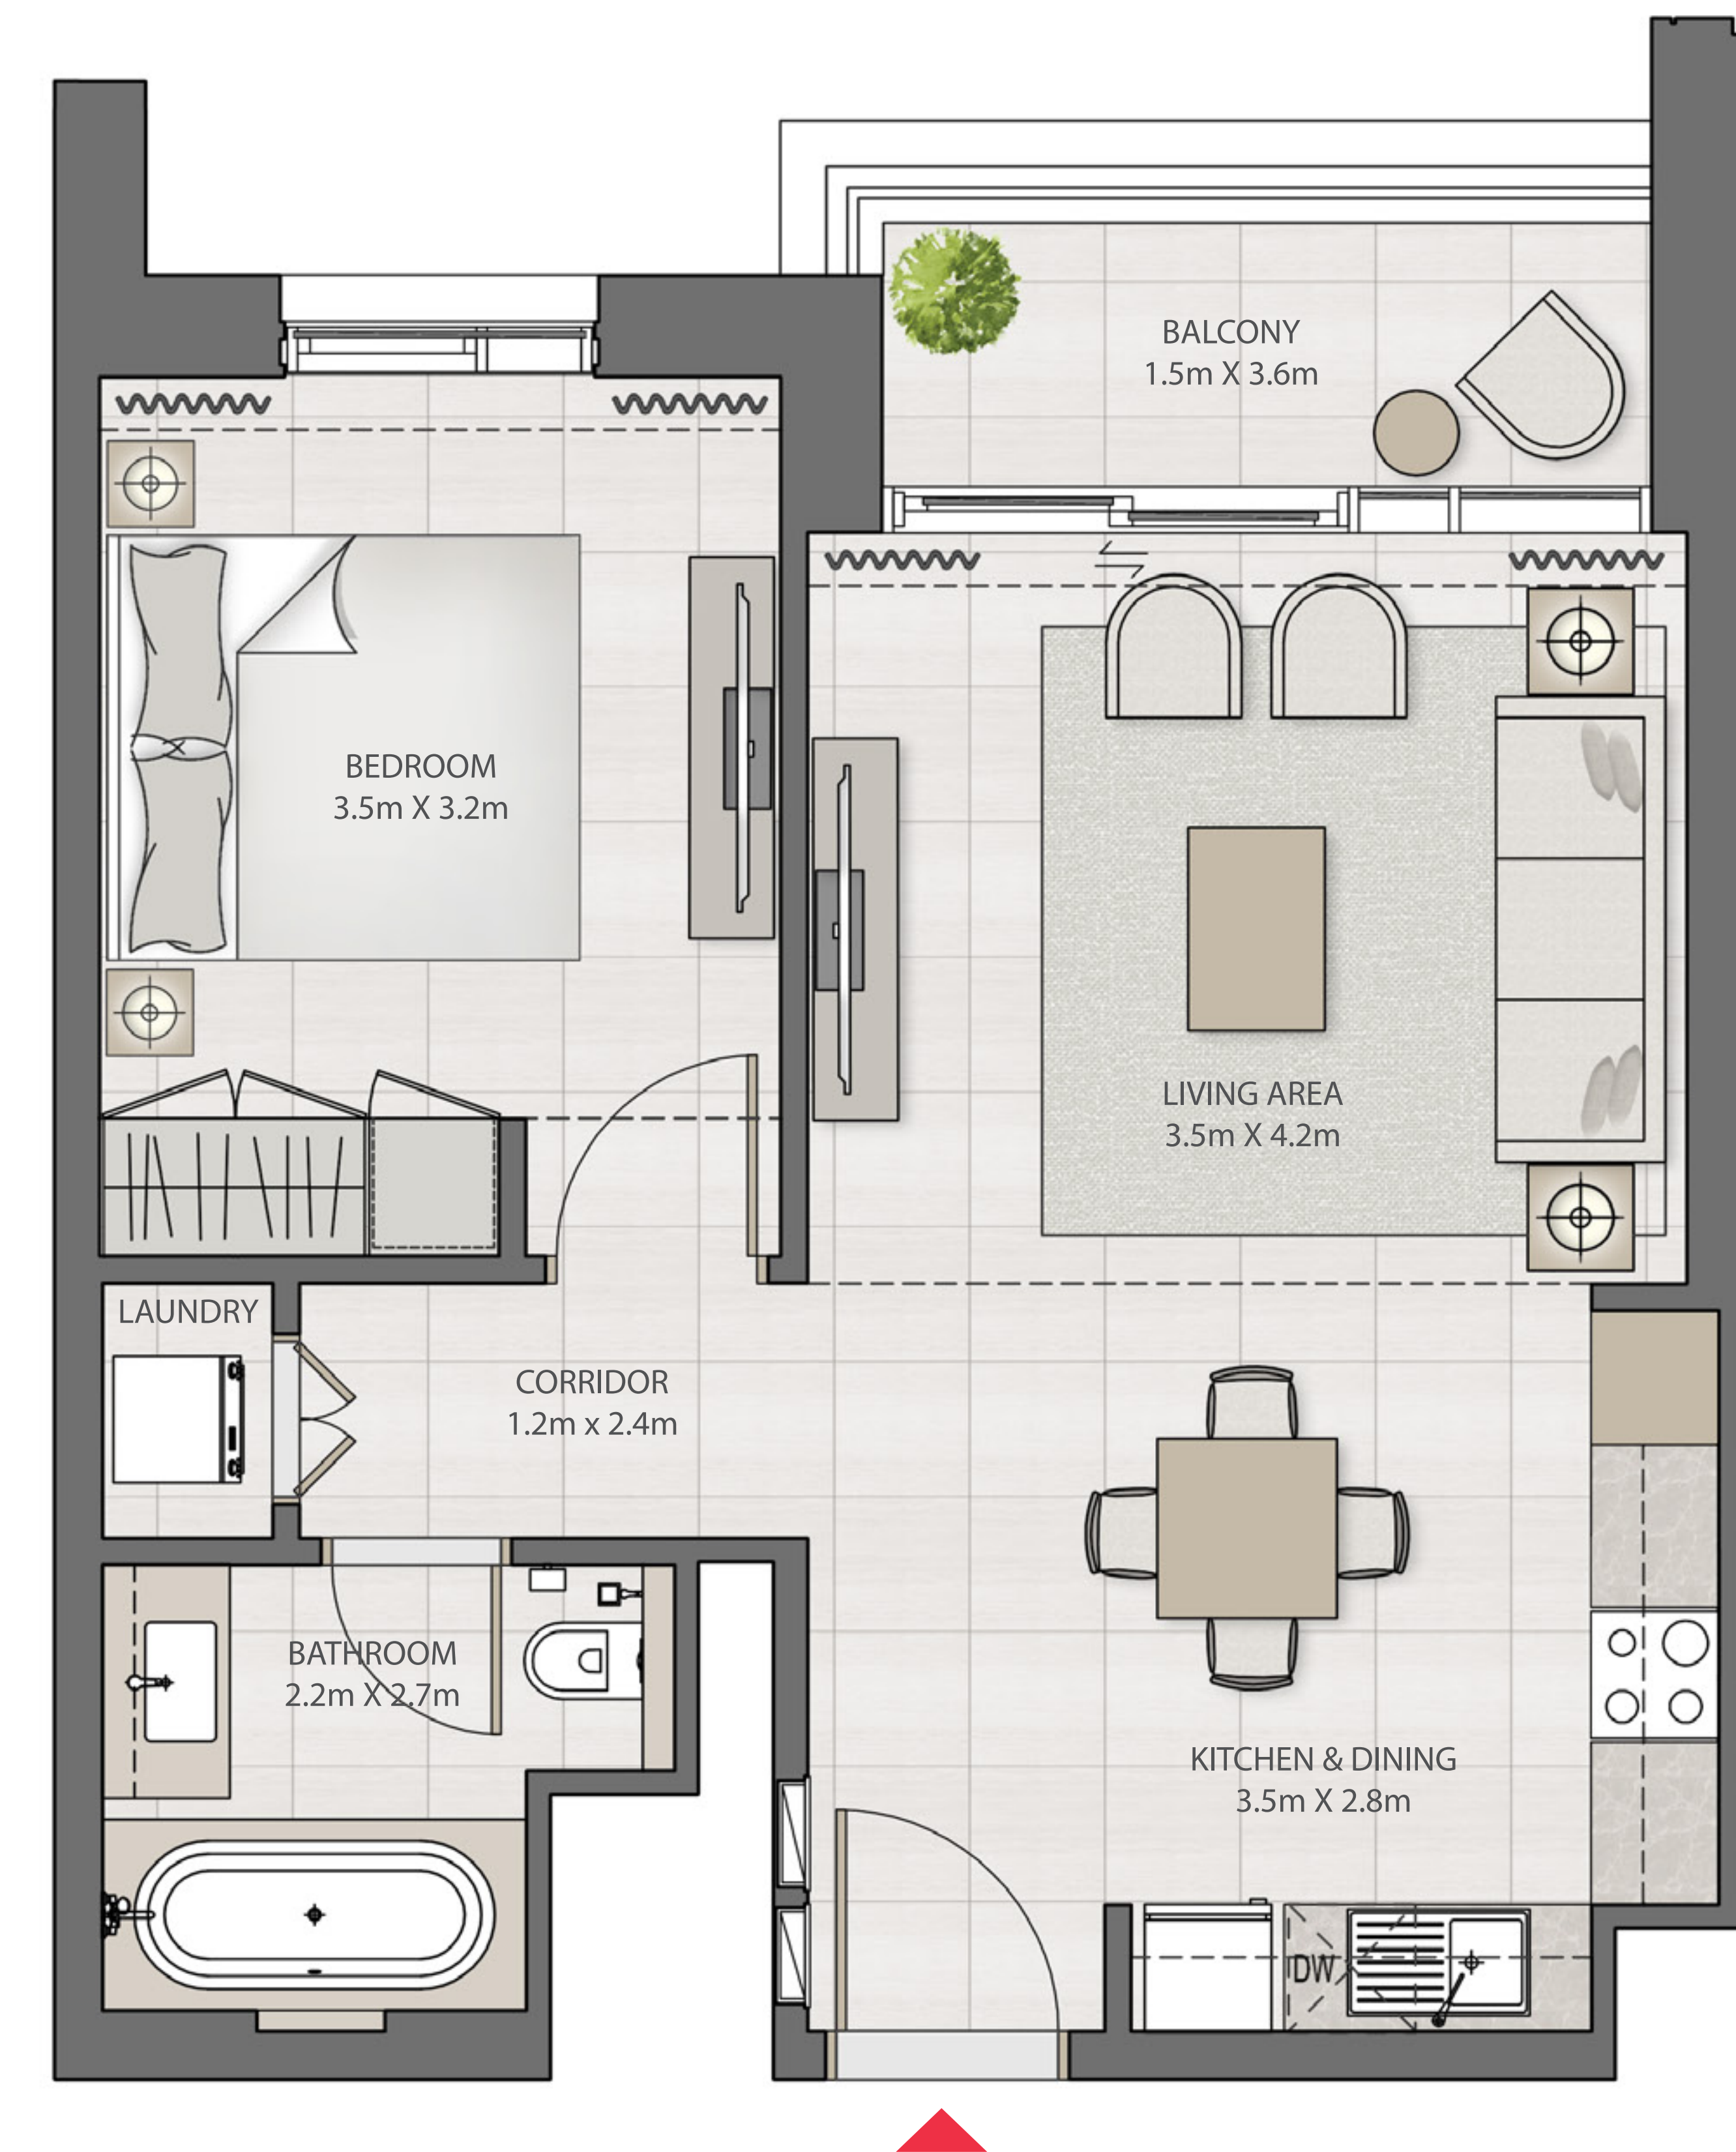 BALCONY
1.5m X 3.6m
BEDROOM
3.5m X 3.2m
LIVING AREA
3.5m X 4.2m
LAUNDRY
CORRIDOR
1.2m x 2.4m
BATHROOM
2.2m X 2.7m
KITCHEN & DINING
3.5m X 2.8m
DW